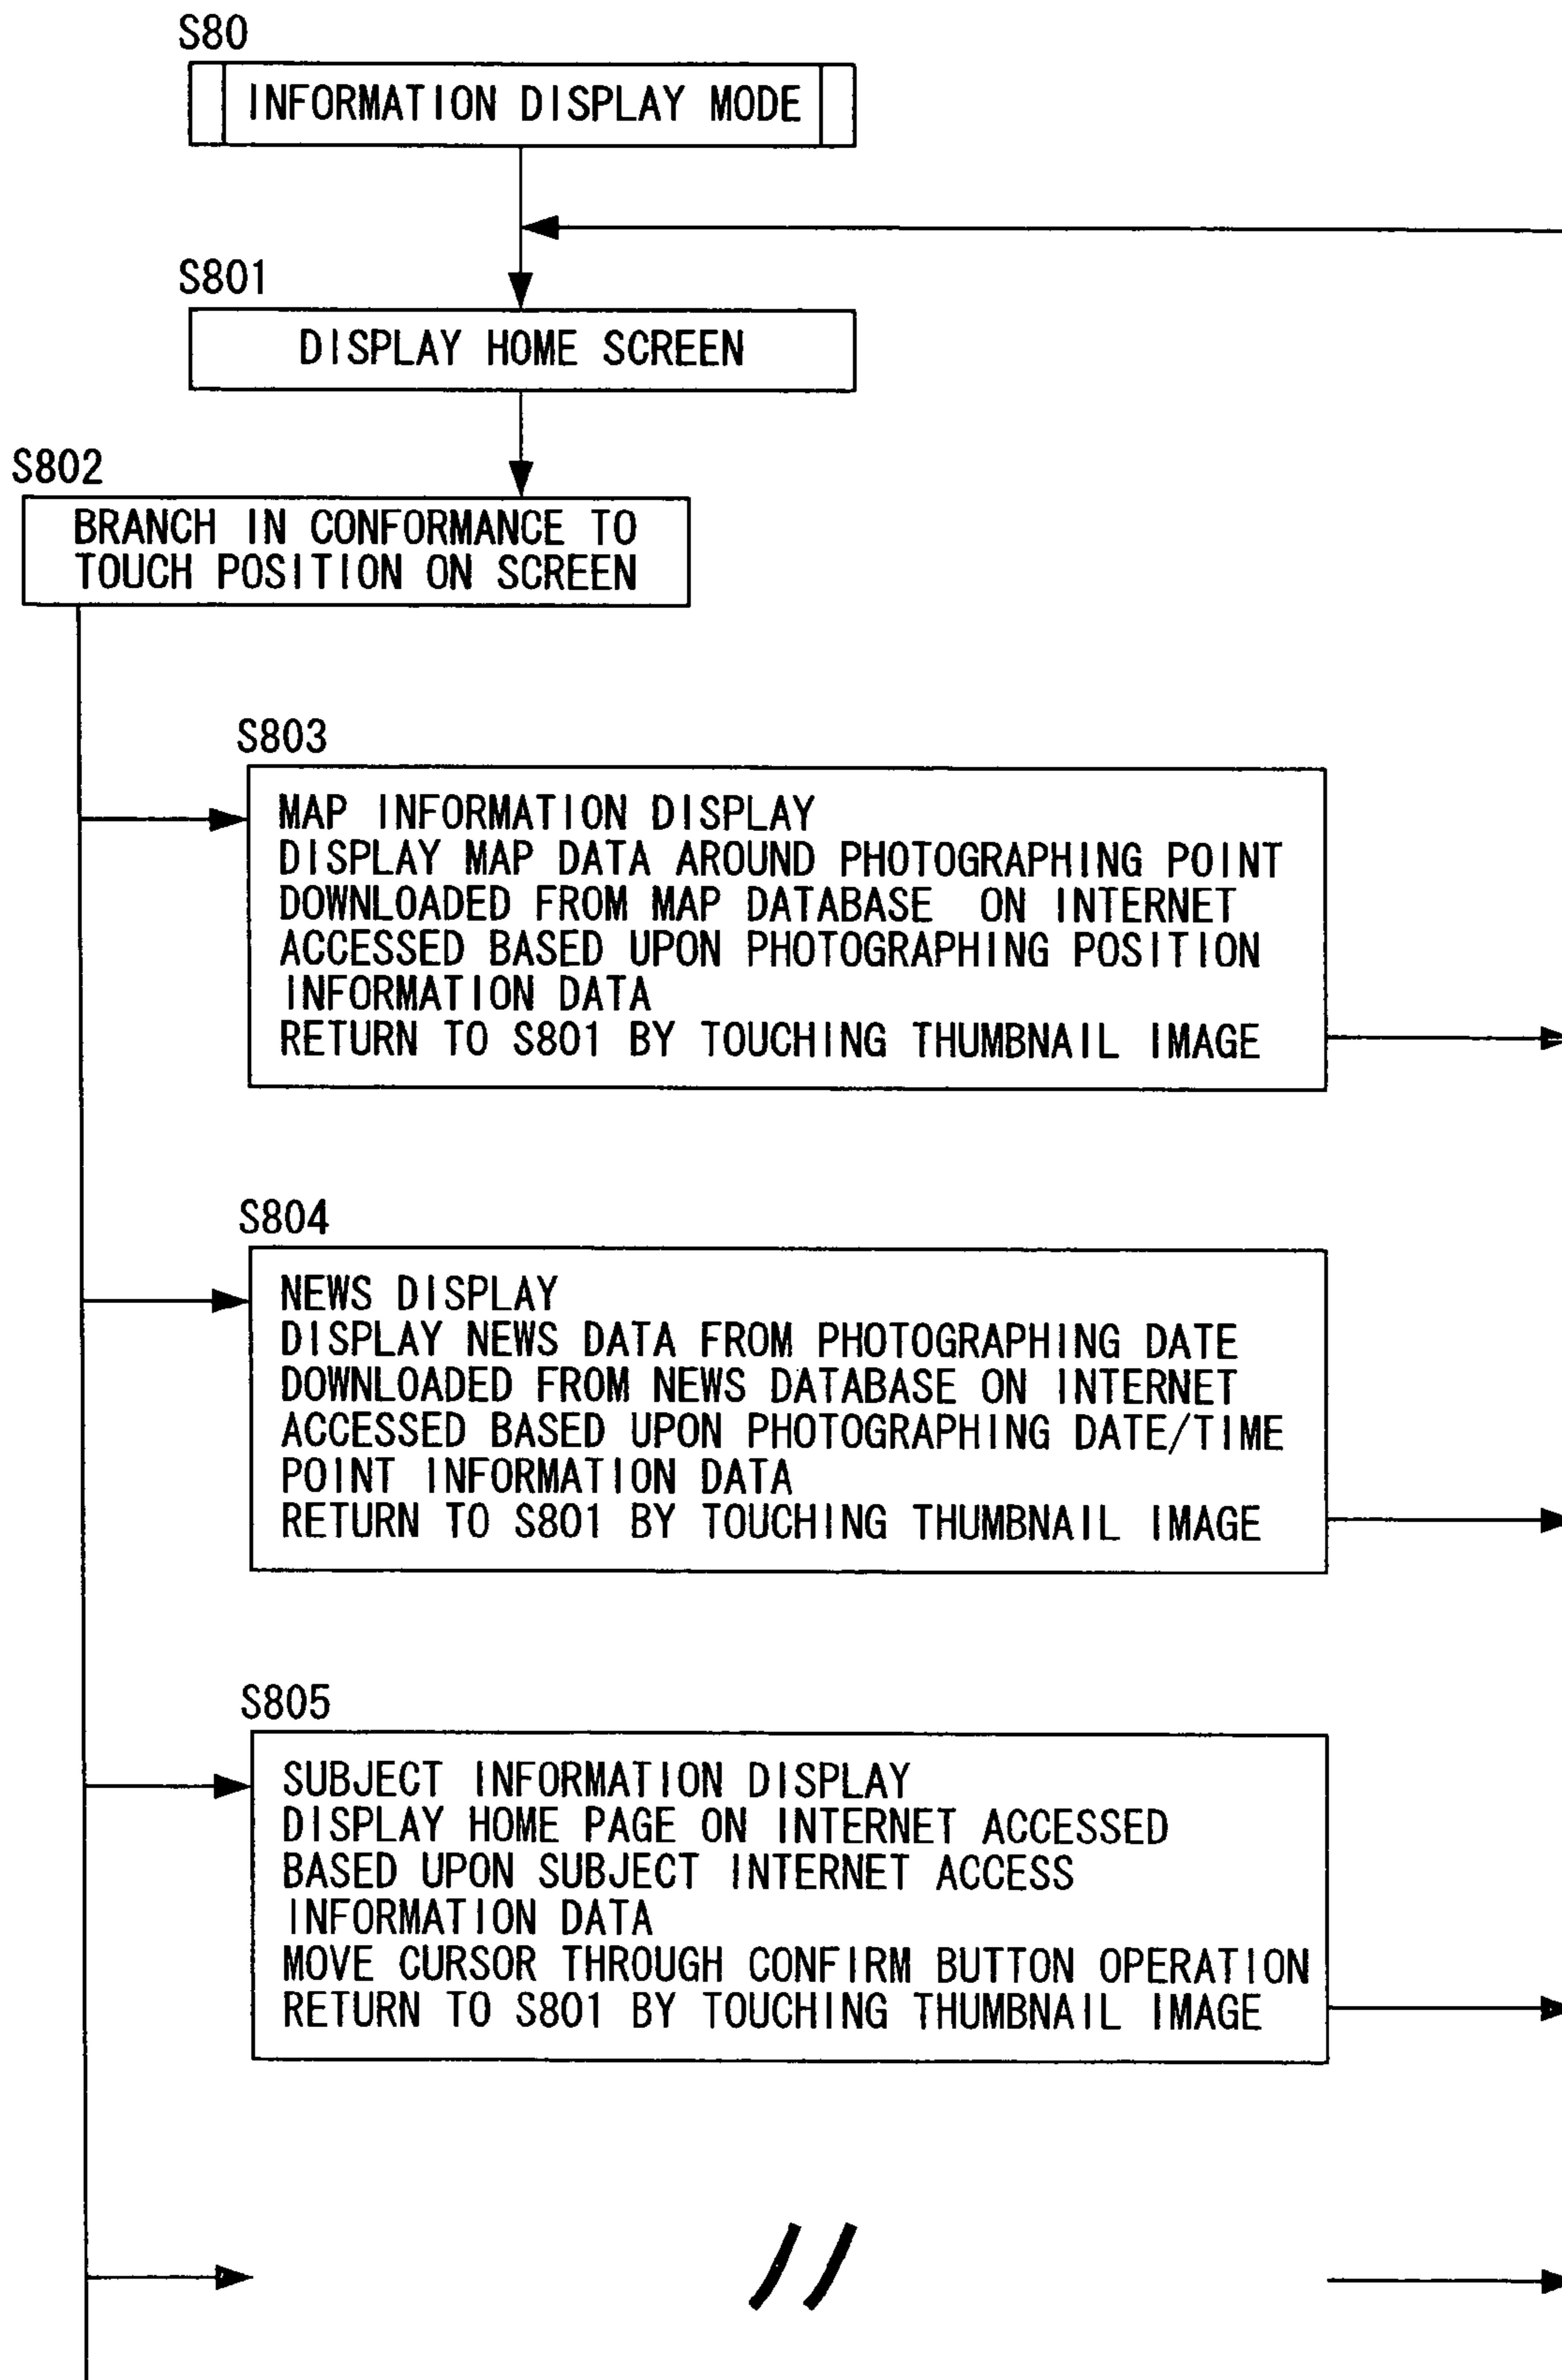 S80
INFORMATION DISPLAY MODE
S801
DISPLAY HOME SCREEN
S802
BRANCH IN CONFORMANCE TO
TOUCH POSITION ON SCREEN
S803
MAP INFORMATION DISPLAY
DISPLAY MAP DATA AROUND PHOTOGRAPHING POINT
DOWNLOADED FROM MAP DATABASE ON INTERNET
ACCESSED BASED UPON PHOTOGRAPHING POSITION
INFORMATION DATA
RETURN TO S801 BY TOUCHING THUMBNAIL IMAGE
S804
NEWS DISPLAY
DISPLAY NEWS DATA FROM PHOTOGRAPHING DATE
DOWNLOADED FROM NEWS DATABASE ON INTERNET
ACCESSED BASED UPON PHOTOGRAPHING DATE/TIME
POINT INFORMATION DATA
RETURN TO S801 BY TOUCHING THUMBNAIL IMAGE
S805
SUBJECT INFORMATION DISPLAY
DISPLAY HOME PAGE ON INTERNET ACCESSED
BASED UPON SUBJECT INTERNET ACCESS
INFORMATION DATA
MOVE CURSOR THROUGH CONFIRM BUTTON OPERATION
RETURN TO S801 BY TOUCHING THUMBNAIL IMAGE